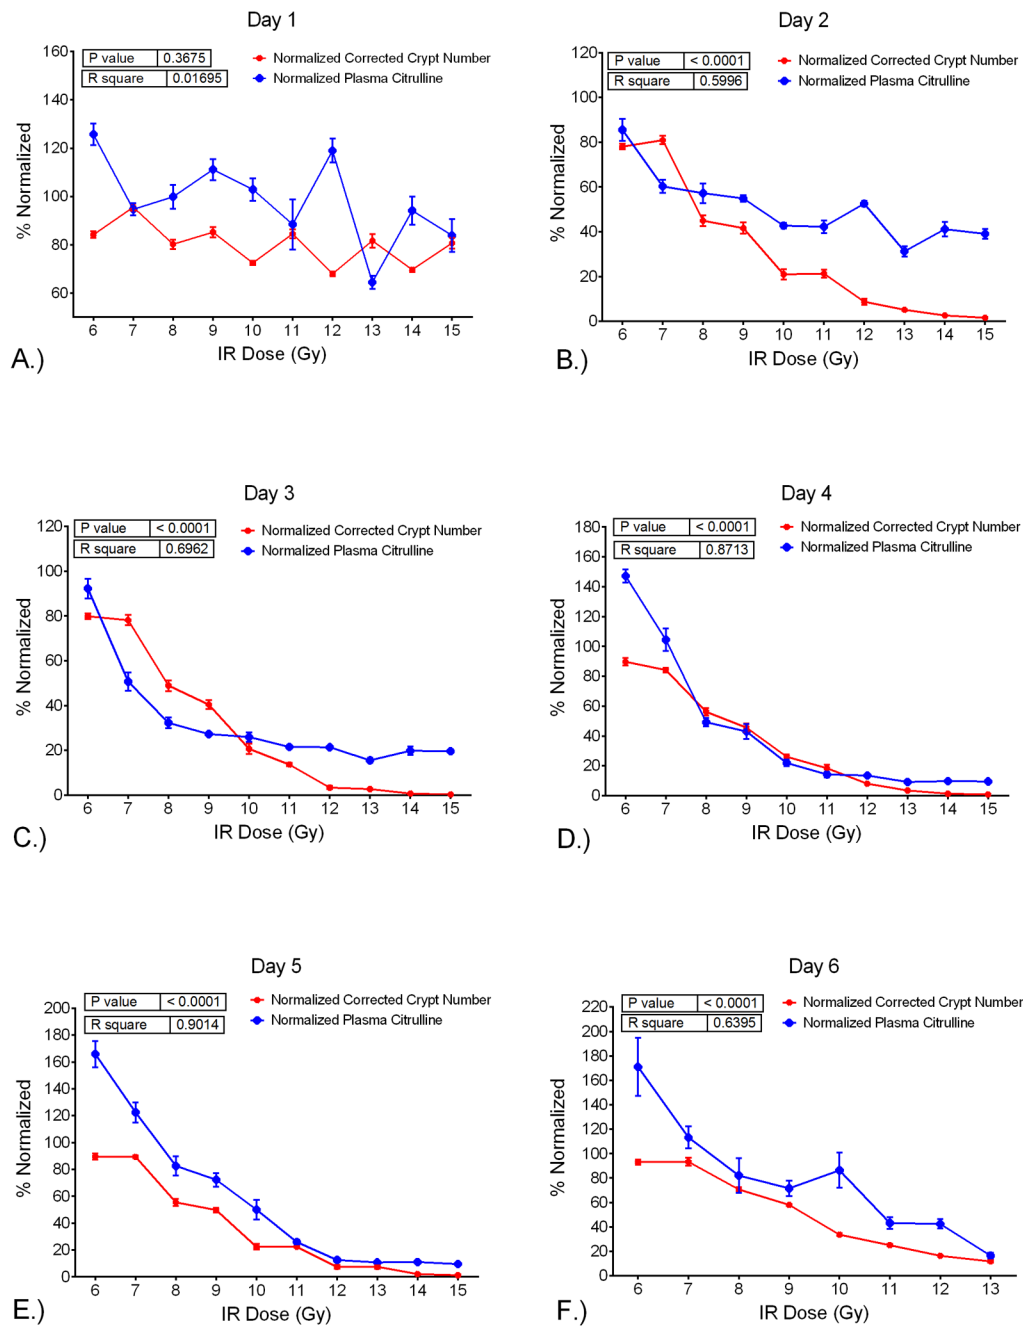 Day 1
P value 0.3675
R square 0.01695
Normalized Corrected Crypt Number
Normalized Plasma Citrulline
160
140
120
100
80
60
% Normalized
6 7 8 9 10 11 12 13 14 15
IR Dose (Gy)
A.)
Day 2
P value < 0.0001
R square 0.5996
Normalized Corrected Crypt Number
Normalized Plasma Citrulline
120
100
80
60
40
20
0
% Normalized
6 7 8 9 10 11 12 13 14 15
IR Dose (Gy)
B.)
Day 3
P value < 0.0001
R square 0.6962
Normalized Corrected Crypt Number
Normalized Plasma Citrulline
120
100
80
60
40
20
0
% Normalized
6 7 8 9 10 11 12 13 14 15
IR Dose (Gy)
C.)
Day 4
P value < 0.0001
R square 0.8713
Normalized Corrected Crypt Number
Normalized Plasma Citrulline
180
160
140
120
100
80
60
40
20
0
% Normalized
6 7 8 9 10 11 12 13 14 15
IR Dose (Gy)
D.)
Day 5
P value < 0.0001
R square 0.9014
Normalized Corrected Crypt Number
Normalized Plasma Citrulline
200
180
160
140
120
100
80
60
40
20
0
% Normalized
6 7 8 9 10 11 12 13 14 15
IR Dose (Gy)
E.)
Day 6
P value < 0.0001
R square 0.6395
Normalized Corrected Crypt Number
Normalized Plasma Citrulline
220
200
180
160
140
120
100
80
60
40
20
0
% Normalized
6 7 8 9 10 11 12 13
IR Dose (Gy)
F.)